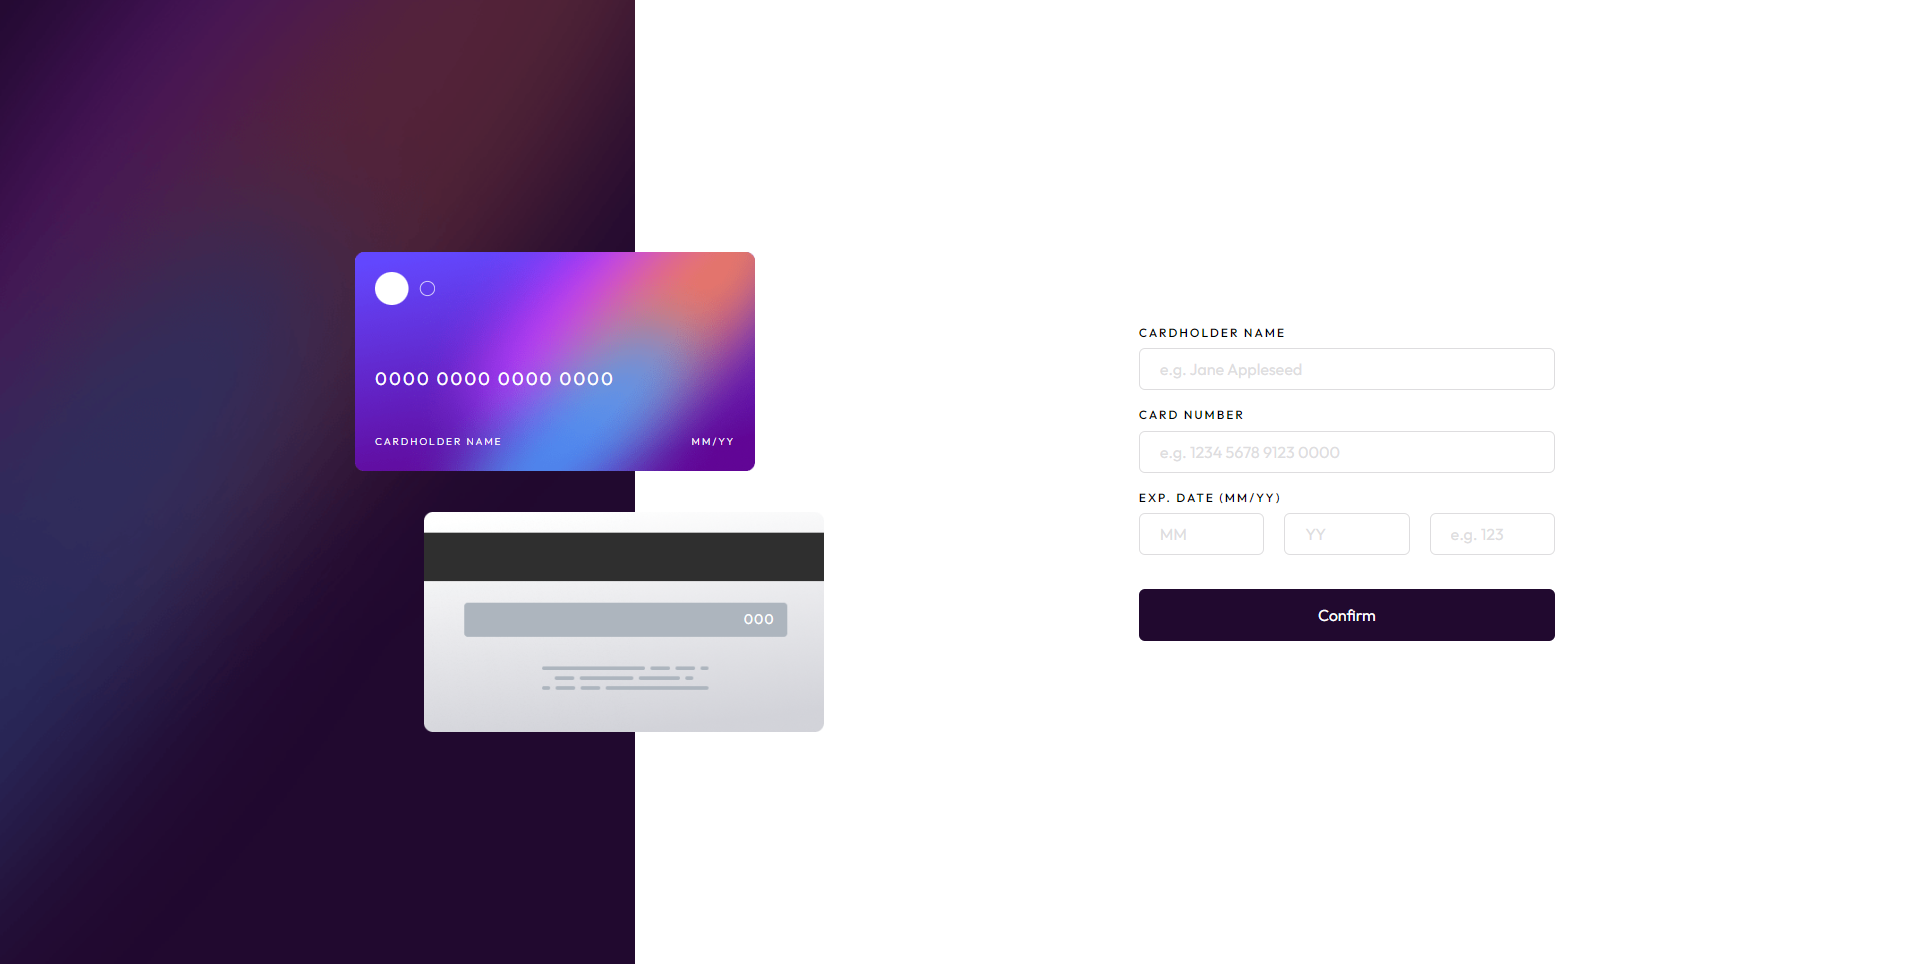 0000 0000 0000 0000
CARDHOLDER NAME MM/YY
000
CARDHOLDER NAME
e.g. Jane Appleseed
CARD NUMBER
e.g. 1234 5678 9123 0000
EXP. DATE (MM/YY)
MM YY e.g. 123
Confirm